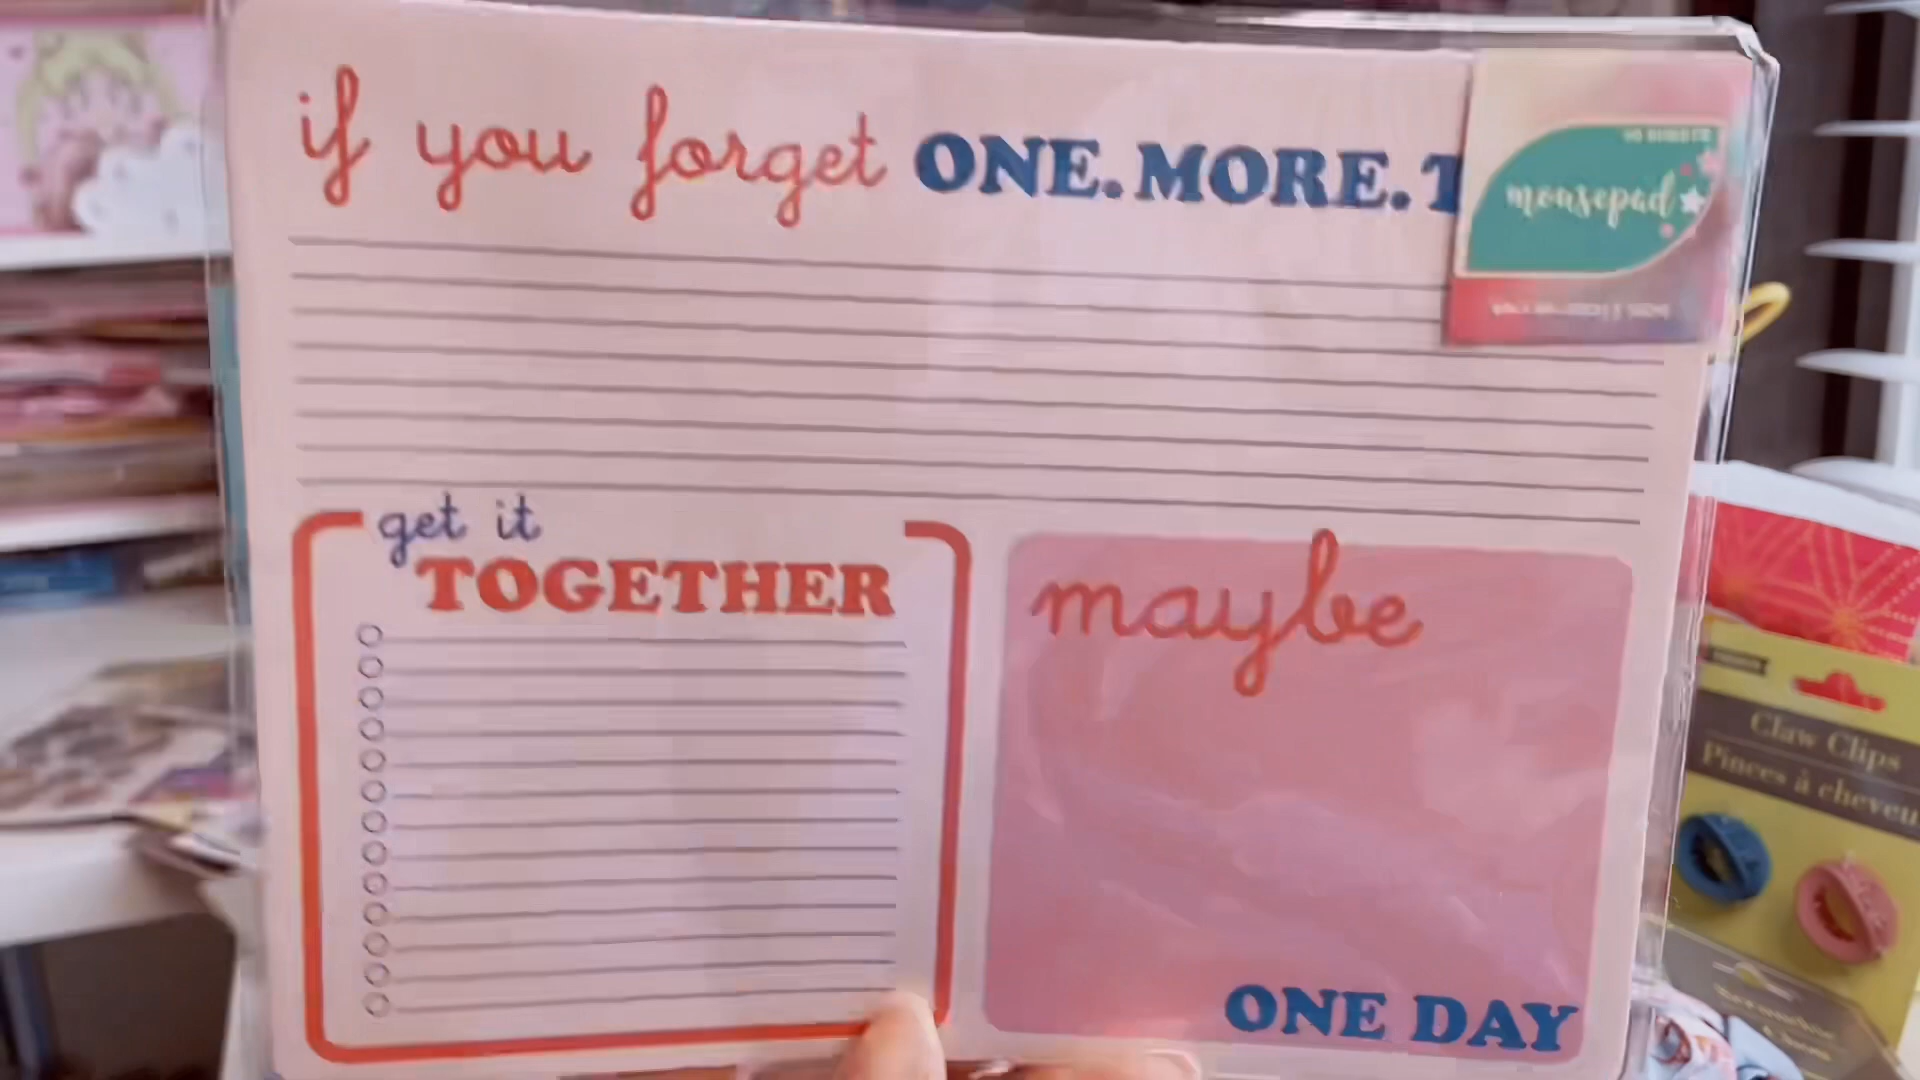 if you forget ONE.MORE.T
mousepad
get it
TOGETHER
maybe
ONE DAY
Claw Clips
Pinces à cheveu